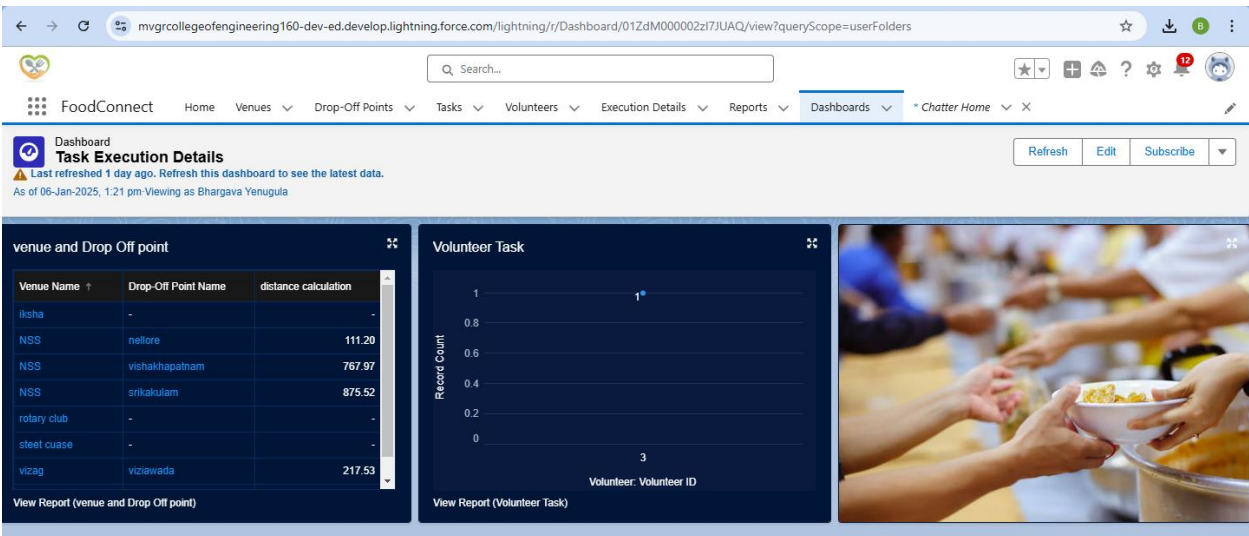 mvgrcollegeofengineering160-dev-ed.develop.lightning.force.com/lightning/r/Dashboard/01ZdM000002zI7JUAQ/view?queryScope=userFolders
B
Search...
12
FoodConnect Home Venues Drop-Off Points Tasks Volunteers Execution Details Reports Dashboards * Chatter Home
Dashboard
Task Execution Details
Last refreshed 1 day ago. Refresh this dashboard to see the latest data.
As of 06-Jan-2025, 1:21 pm·Viewing as Bhargava Yenugula
Refresh Edit Subscribe
venue and Drop Off point
Venue Name ↑ Drop-Off Point Name distance calculation
iksha - -
NSS nellore 111.20
NSS vishakhapatnam 767.97
NSS srikakulam 875.52
rotary club - -
steet cuase - -
vizag viziawada 217.53
View Report (venue and Drop Off point)
Volunteer Task
Record Count
1
0.8
0.6
0.4
0.2
0
1
3
Volunteer: Volunteer ID
View Report (Volunteer Task)